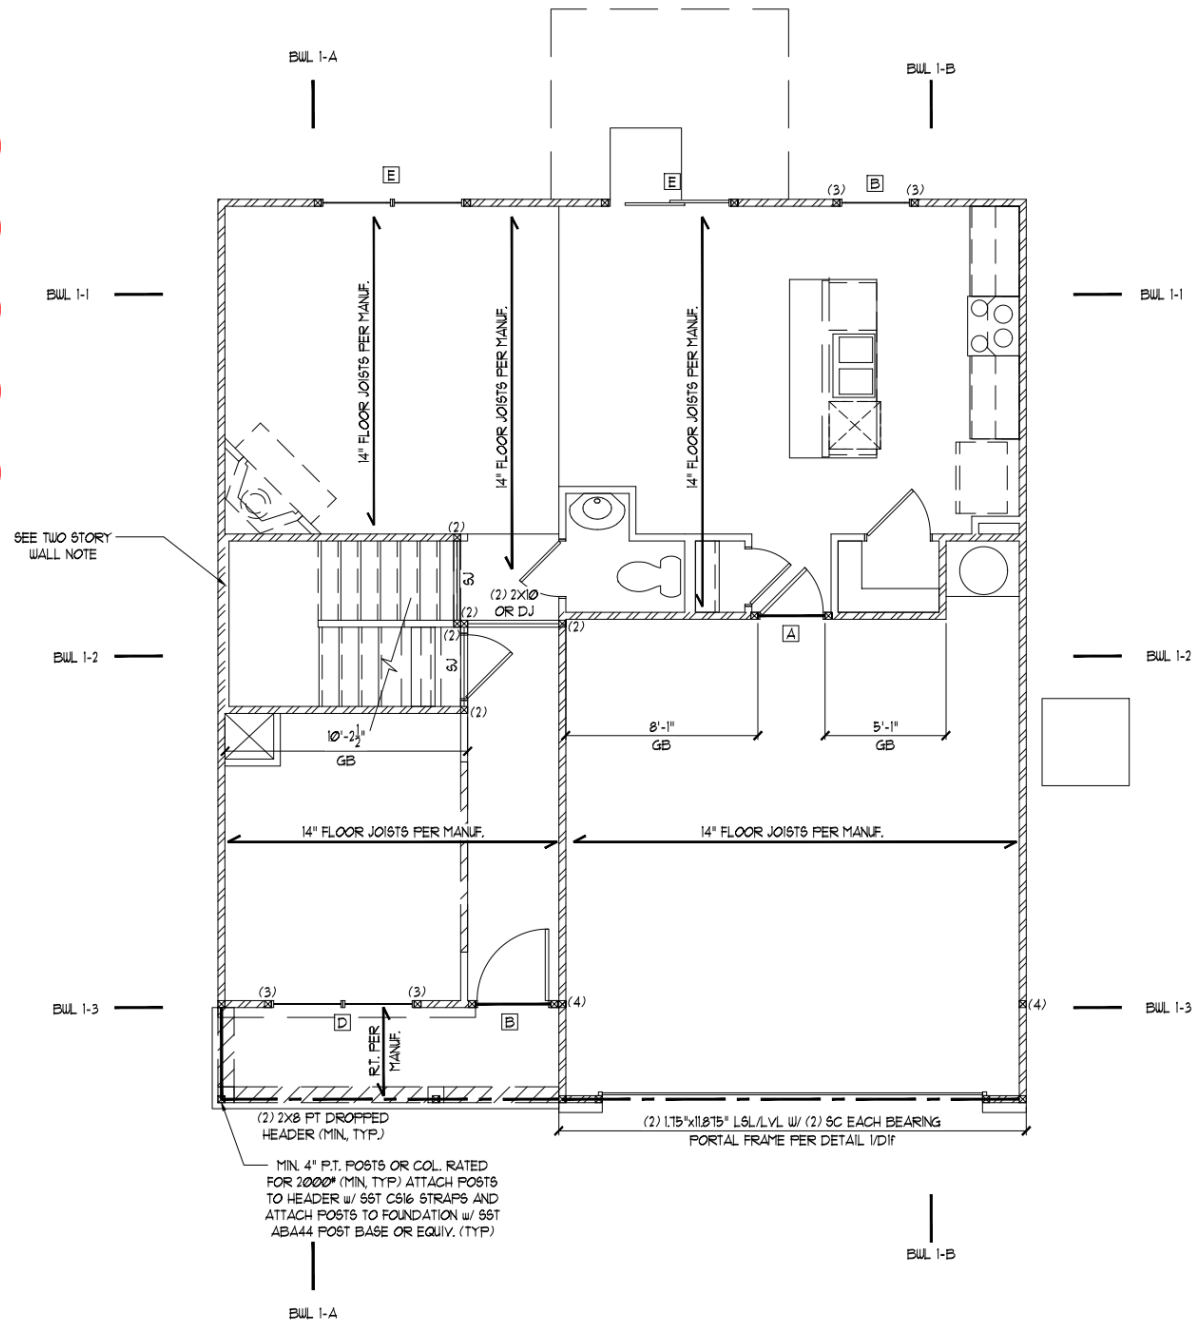 BWL 1-A
BWL 1-B
E
E
(3)
B
(3)
BWL 1-1
BWL 1-1
14" FLOOR JOISTS PER MANUF.
14" FLOOR JOISTS PER MANUF.
14" FLOOR JOISTS PER MANUF.
SEE TWO STORY
WALL NOTE
(2)
SJ
(2)
(2) 2X10
OR DJ
(2)
(2)
A
SJ
BWL 1-2
BWL 1-2
(2)
10'-2 1/2"
GB
8'-1"
GB
5'-1"
GB
14" FLOOR JOISTS PER MANUF.
14" FLOOR JOISTS PER MANUF.
(3)
(3)
(4)
(4)
BWL 1-3
BWL 1-3
D
B
R.T. PER
MANUF.
(2) 2X8 PT DROPPED
HEADER (MIN., TYP.)
(2) 1.75"x11.875" LSL/LVL W/ (2) SC EACH BEARING
PORTAL FRAME PER DETAIL 1/D1f
MIN. 4" P.T. POSTS OR COL. RATED
FOR 2000# (MIN, TYP) ATTACH POSTS
TO HEADER w/ SST CS16 STRAPS AND
ATTACH POSTS TO FOUNDATION w/ SST
ABA44 POST BASE OR EQUIV. (TYP)
BWL 1-B
BWL 1-A